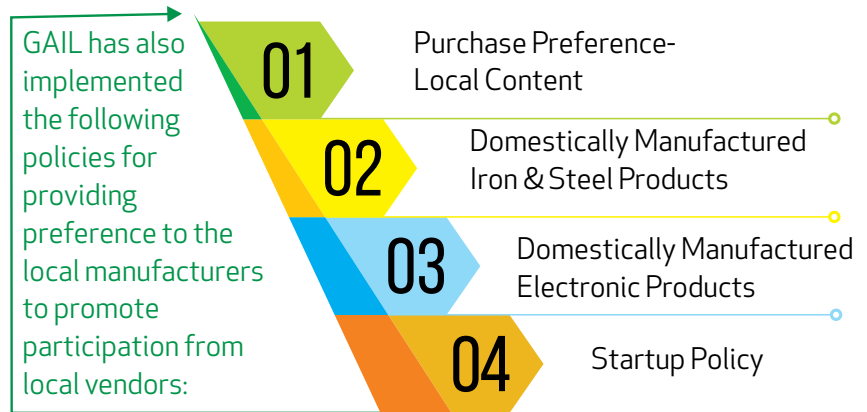 GAIL has also
implemented
the following
policies for
providing
preference to the
local manufacturers
to promote
participation from
local vendors:
01
Purchase Preference-
Local Content
02
Domestically Manufactured
Iron & Steel Products
03
Domestically Manufactured
Electronic Products
04
Startup Policy